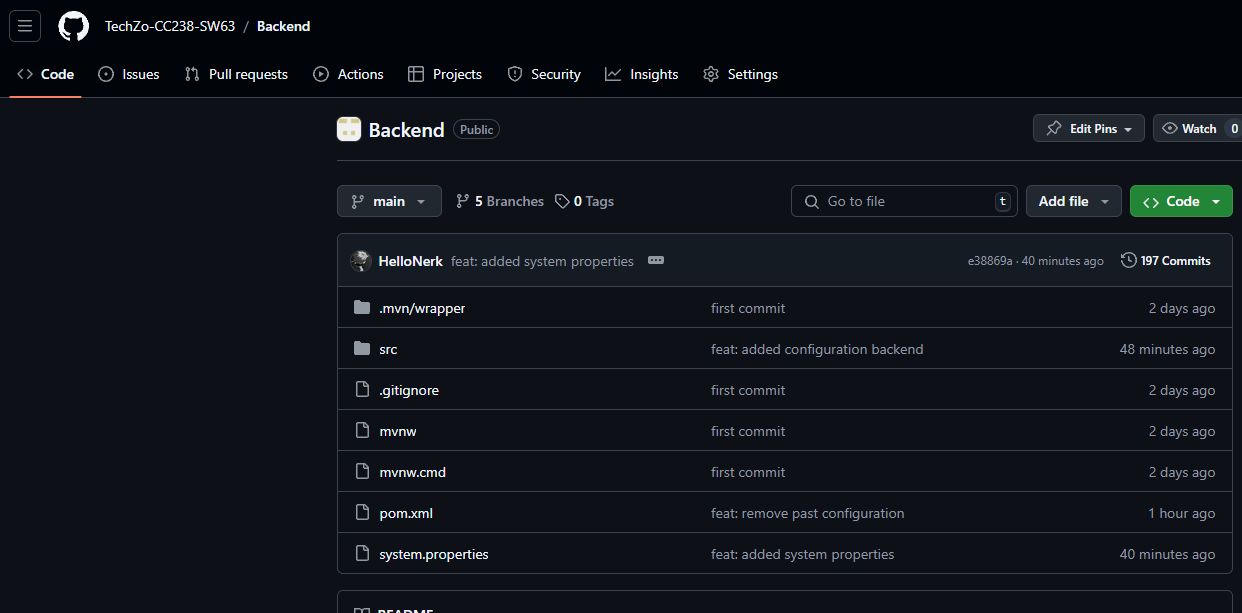 TechZo-CC238-SW63 / Backend
Code Issues Pull requests Actions Projects Security Insights Settings
Backend Public Edit Pins Watch 0
main 5 Branches 0 Tags Go to file t Add file Code
HelloNerk feat: added system properties e38869a · 40 minutes ago 197 Commits
.mvn/wrapper first commit 2 days ago
src feat: added configuration backend 48 minutes ago
.gitignore first commit 2 days ago
mvnw first commit 2 days ago
mvnw.cmd first commit 2 days ago
pom.xml feat: remove past configuration 1 hour ago
system.properties feat: added system properties 40 minutes ago
README